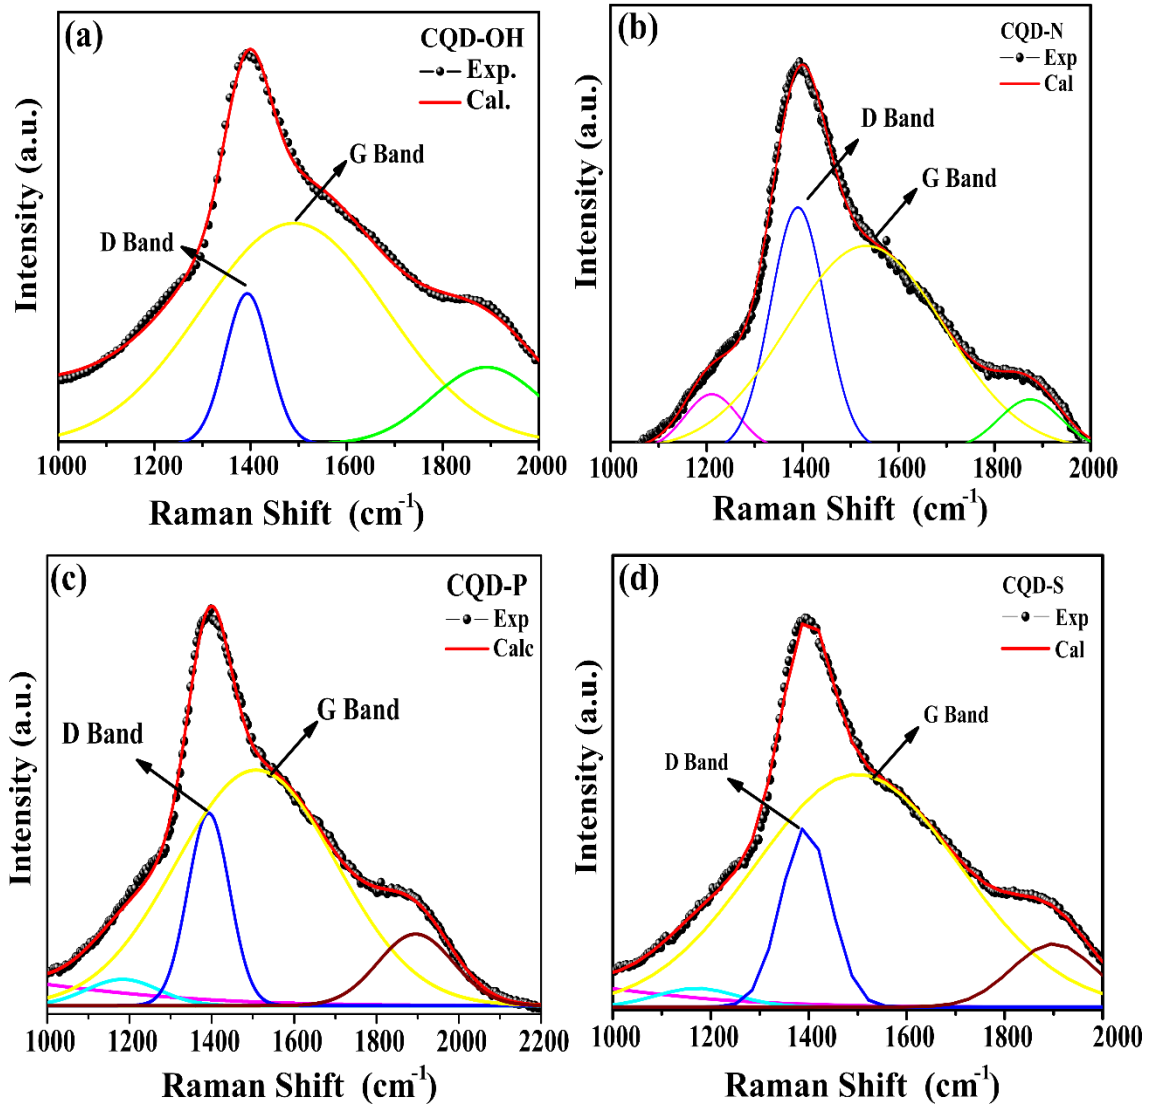 (a)
CQD-OH
Exp.
Cal.
G Band
D Band
Intensity (a.u.)
1000 1200 1400 1600 1800 2000
Raman Shift (cm-1)
(b)
CQD-N
Exp
Cal
D Band
G Band
Intensity (a.u.)
1000 1200 1400 1600 1800 2000
Raman Shift (cm-1)
(c)
CQD-P
Exp
Calc
G Band
D Band
Intensity (a.u.)
1000 1200 1400 1600 1800 2000 2200
Raman Shift (cm-1)
(d)
CQD-S
Exp
Cal
G Band
D Band
Intensity (a.u.)
1000 1200 1400 1600 1800 2000
Raman Shift (cm-1)